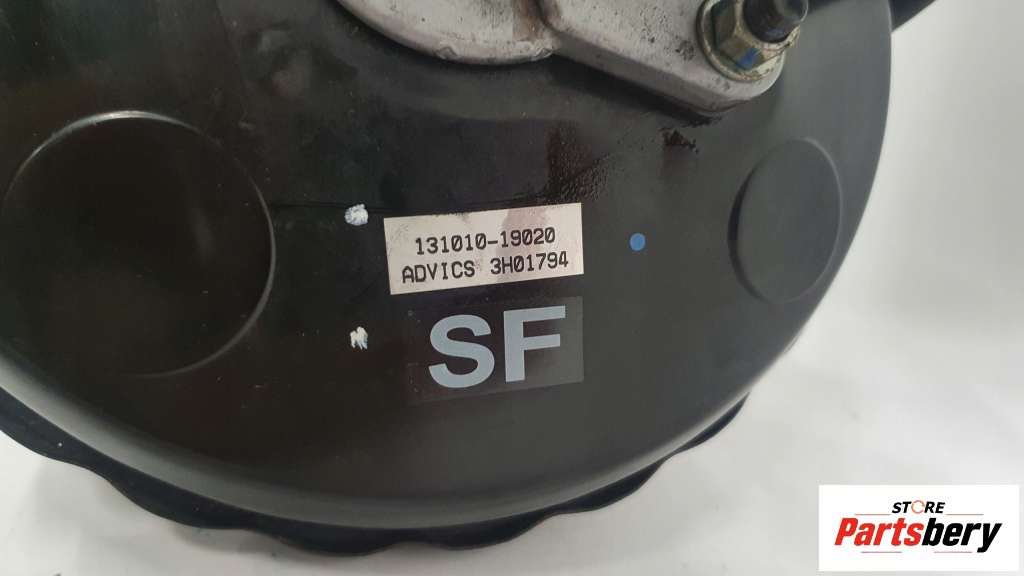 131010-19020
ADVICS 3H01794
SF
STORE
Partsbery